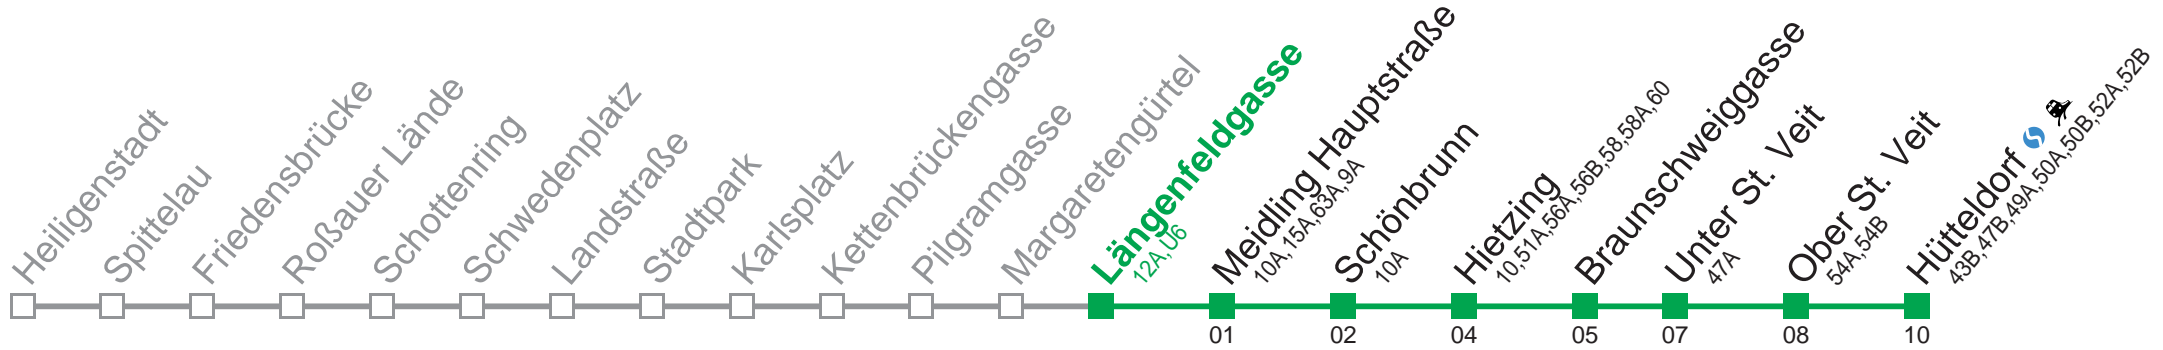 Heiligenstadt
Spittelau
Friedensbrücke
Roßauer Lände
Schottenring
Schwedenplatz
Landstraße
Stadtpark
Karlsplatz
Kettenbrückengasse
Pilgramgasse
Margaretengürtel
Längenfeldgasse
12A,U6
Meidling Hauptstraße
10A,15A,63A,9A
Schönbrunn
10A
Hietzing
10,51A,56A,56B,58,58A,60
Braunschweiggasse
Unter St. Veit
47A
Ober St. Veit
54A,54B
Hütteldorf
43B,47B,49A,50A,50B,52A,52B
01 02 04 05 07 08 10